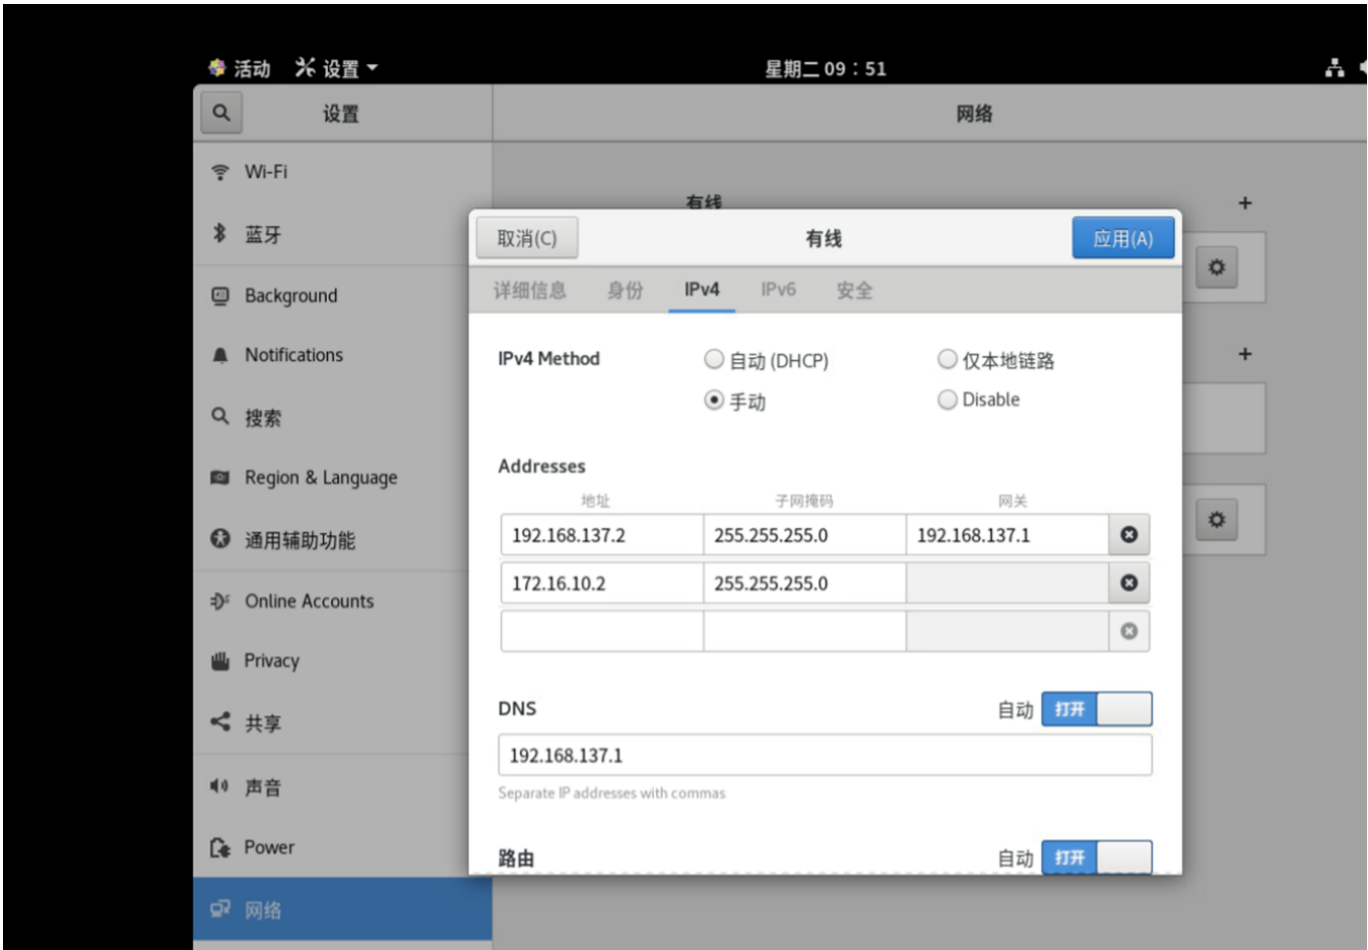 活动 设置 星期二 09：51
设置 网络
Wi-Fi
蓝牙
Background
Notifications
搜索
Region & Language
通用辅助功能
Online Accounts
Privacy
共享
声音
Power
网络
有线 +
+
取消(C) 有线 应用(A)
详细信息 身份 IPv4 IPv6 安全
IPv4 Method 自动 (DHCP) 仅本地链路
手动 Disable
Addresses
地址 子网掩码 网关
192.168.137.2 255.255.255.0 192.168.137.1
172.16.10.2 255.255.255.0
DNS 自动 打开
192.168.137.1
Separate IP addresses with commas
路由 自动 打开